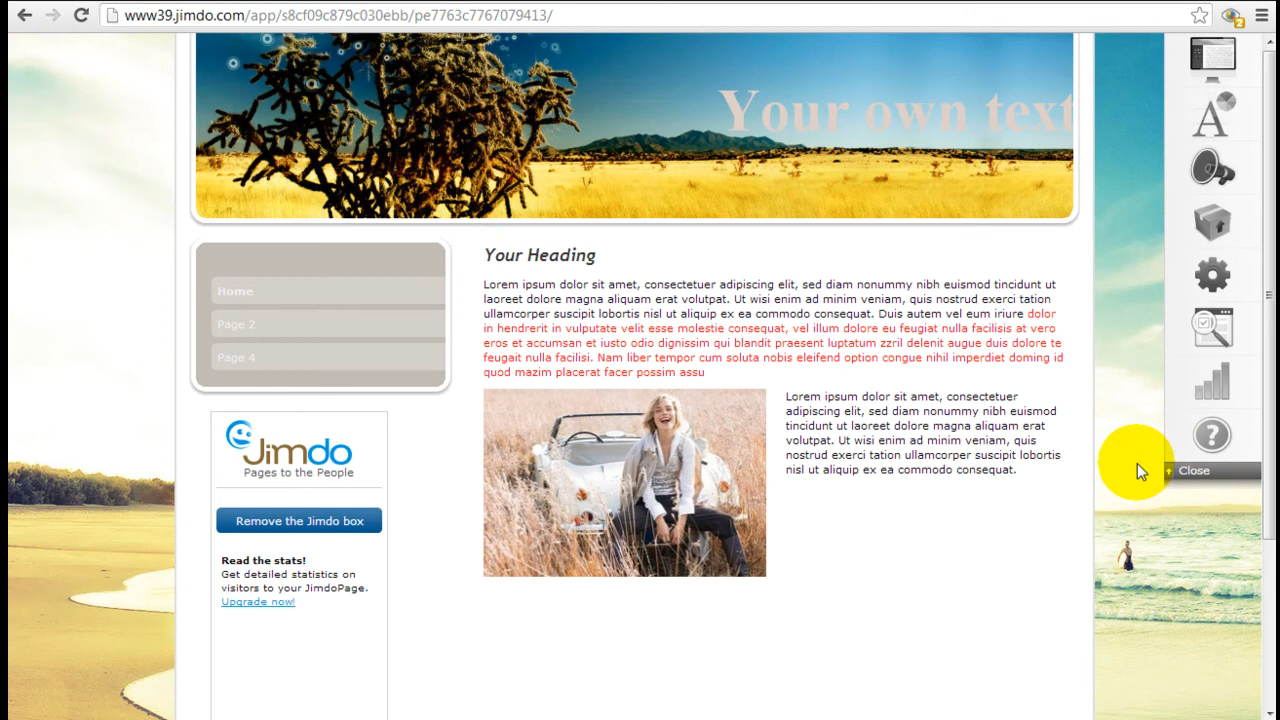 www39.jimdo.com/app/s8cf09c879c030ebb/pe7763c7767079413/
2
Your own text
Home
Page 2
Page 4
Your Heading
Lorem ipsum dolor sit amet, consectetuer adipiscing elit, sed diam nonummy nibh euismod tincidunt ut
laoreet dolore magna aliquam erat volutpat. Ut wisi enim ad minim veniam, quis nostrud exerci tation
ullamcorper suscipit lobortis nisl ut aliquip ex ea commodo consequat. Duis autem vel eum iriure dolor
in hendrerit in vulputate velit esse molestie consequat, vel illum dolore eu feugiat nulla facilisis at vero
eros et accumsan et iusto odio dignissim qui blandit praesent luptatum zzril delenit augue duis dolore te
feugait nulla facilisi. Nam liber tempor cum soluta nobis eleifend option congue nihil imperdiet doming id
quod mazim placerat facer possim assu
Lorem ipsum dolor sit amet, consectetuer
adipiscing elit, sed diam nonummy nibh euismod
tincidunt ut laoreet dolore magna aliquam erat
volutpat. Ut wisi enim ad minim veniam, quis
nostrud exerci tation ullamcorper suscipit lobortis
nisl ut aliquip ex ea commodo consequat.
Jimdo
Pages to the People
Remove the Jimdo box
Read the stats!
Get detailed statistics on
visitors to your JimdoPage.
Upgrade now!
A
?
Close